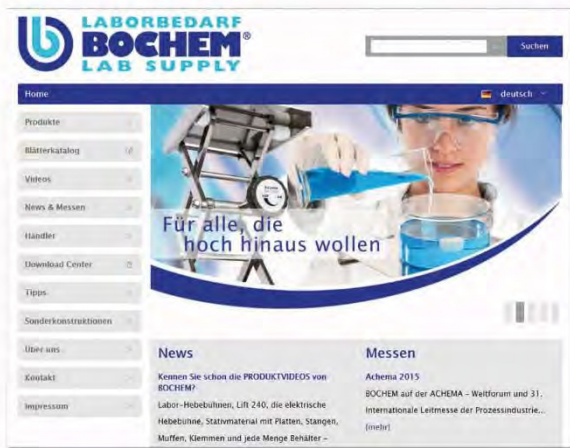 LABORBEDARF
BOCHEM®
LAB SUPPLY
Suchen
Home
deutsch
Produkte
Blätterkatalog
Videos
News & Messen
Händler
Download Center
Tipps
Sonderkonstruktionen
Über uns
Kontakt
Impressum
Für alle, die
hoch hinaus wollen
News
Kennen Sie schon die PRODUKTVIDEOS von
BOCHEM?
Labor-Hebebühnen, Lift 240, die elektrische
Hebebühne, Stativmaterial mit Platten, Stangen,
Muffen, Klemmen und jede Menge Behälter –
Messen
Achema 2015
BOCHEM auf der ACHEMA – Weltforum und 31.
Internationale Leitmesse der Prozessindustrie...
[mehr]